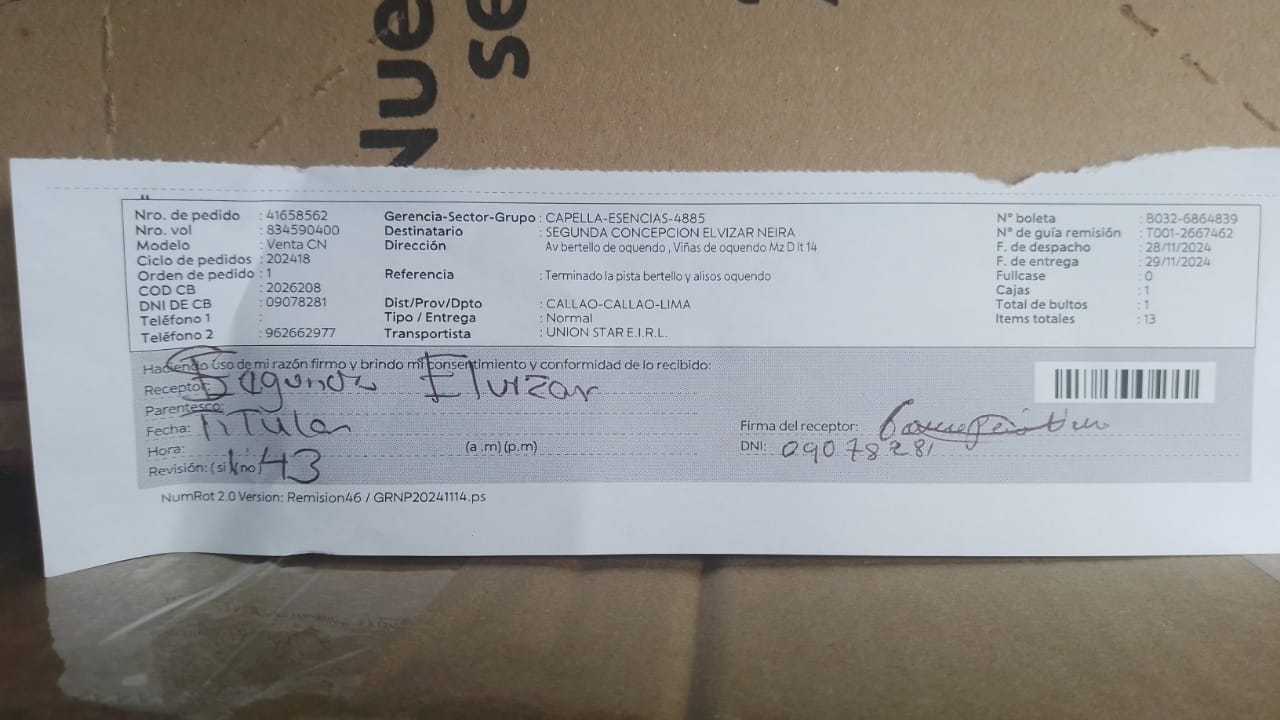 Nue
se
Nro. de pedido : 41658562
Nro. vol : 834590400
Modelo : Venta CN
Ciclo de pedidos : 202418
Orden de pedido : 1
COD CB : 2026208
DNI DE CB : 09078281
Teléfono 1 :
Teléfono 2 : 962662977
Gerencia-Sector-Grupo : CAPELLA-ESENCIAS-4885
Destinatario : SEGUNDA CONCEPCION ELVIZAR NEIRA
Dirección Av bertello de oquendo , Viñas de oquendo Mz D lt 14
Referencia : Terminado la pista bertello y alisos oquendo
Dist/Prov/Dpto : CALLAO-CALLAO-LIMA
Tipo / Entrega : Normal
Transportista : UNION STAR E.I.R.L.
N° boleta : B032-6864839
N° de guía remisión : T001-2667462
F. de despacho : 28/11/2024
F. de entrega : 29/11/2024
Fullcase : 0
Cajas : 1
Total de bultos : 1
Items totales : 13
Haciendo uso de mi razón firmo y brindo mi consentimiento y conformidad de lo recibido:
Receptor: Segunda Elvizar
Parentesco:
Fecha: Titular
Hora: (a .m) (p.m)
Revisión: (si) (no) 43
Firma del receptor:
DNI: 09078281
NumRot 2.0 Version: Remision46 / GRNP20241114.ps